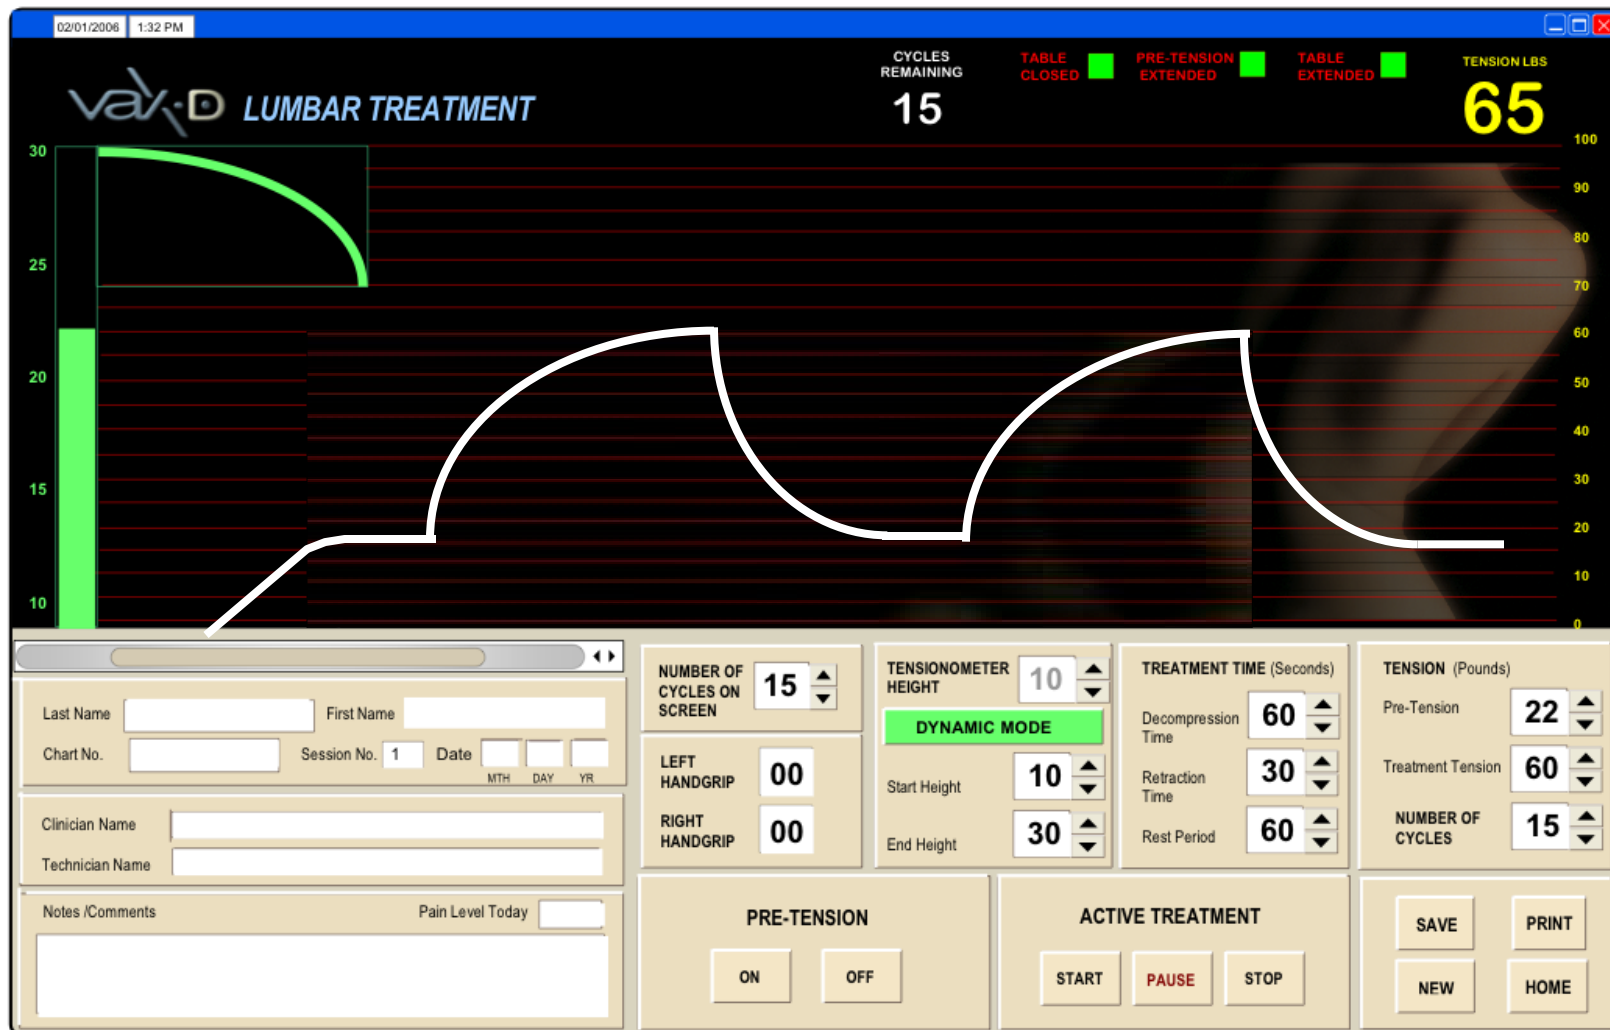 02/01/2006 1:32 PM
VAX-D LUMBAR TREATMENT
CYCLES REMAINING
15
TABLE CLOSED
PRE-TENSION EXTENDED
TABLE EXTENDED
TENSION LBS
65
30
25
20
15
10
100
90
80
70
60
50
40
30
20
10
0
Last Name
First Name
Chart No.
Session No. 1
Date
MTH DAY YR
Clinician Name
Technician Name
Notes /Comments
Pain Level Today
NUMBER OF
CYCLES ON
SCREEN
15
LEFT
HANDGRIP
00
RIGHT
HANDGRIP
00
TENSIONOMETER
HEIGHT
10
DYNAMIC MODE
Start Height
10
End Height
30
TREATMENT TIME (Seconds)
Decompression
Time
60
Retraction
Time
30
Rest Period
60
TENSION (Pounds)
Pre-Tension
22
Treatment Tension
60
NUMBER OF
CYCLES
15
PRE-TENSION
ON OFF
ACTIVE TREATMENT
START PAUSE STOP
SAVE PRINT
NEW HOME